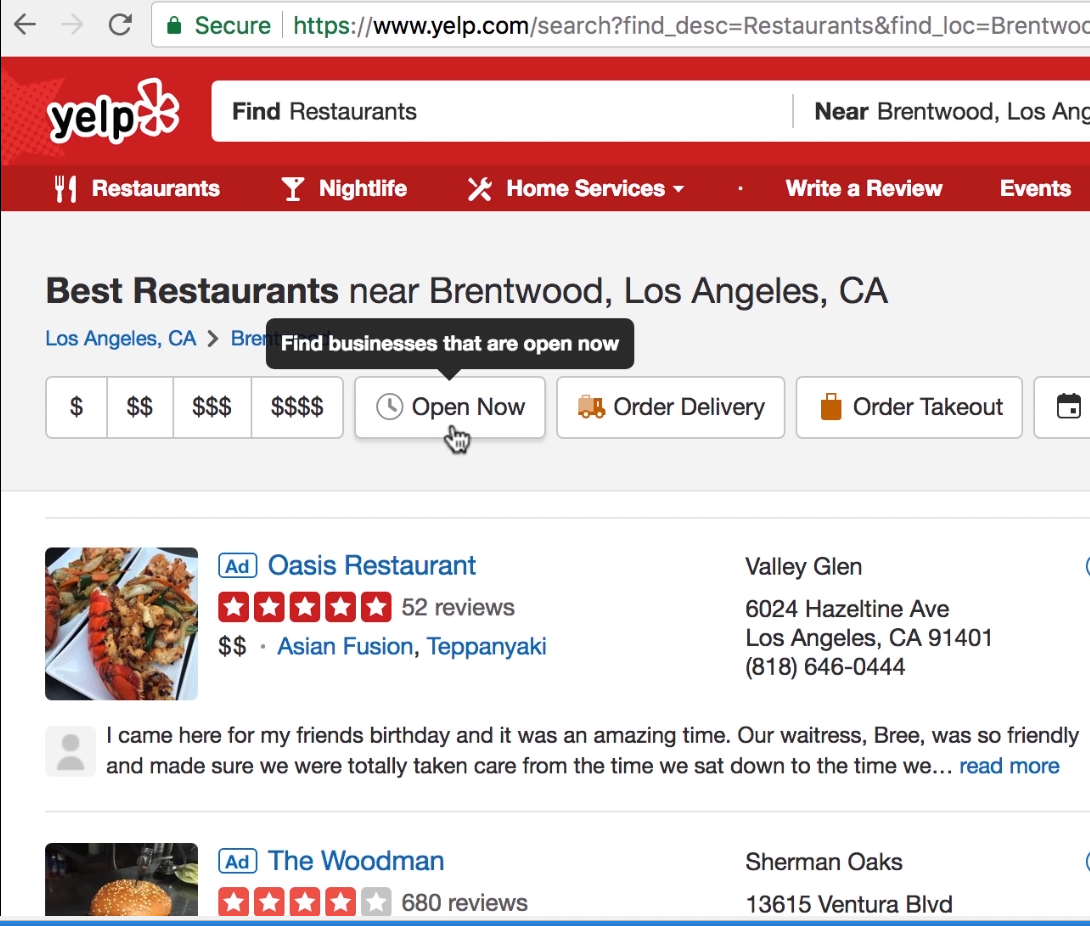 Secure https://www.yelp.com/search?find_desc=Restaurants&find_loc=Brentwoo
yelp
Find Restaurants
Near Brentwood, Los Ang
Restaurants
Nightlife
Home Services
Write a Review
Events
Best Restaurants near Brentwood, Los Angeles, CA
Los Angeles, CA
Bren
Find businesses that are open now
$
$$
$$$
$$$$
Open Now
Order Delivery
Order Takeout
Ad Oasis Restaurant
52 reviews
$$ · Asian Fusion, Teppanyaki
Valley Glen
6024 Hazeltine Ave
Los Angeles, CA 91401
(818) 646-0444
I came here for my friends birthday and it was an amazing time. Our waitress, Bree, was so friendly
and made sure we were totally taken care from the time we sat down to the time we… read more
Ad The Woodman
680 reviews
Sherman Oaks
13615 Ventura Blvd